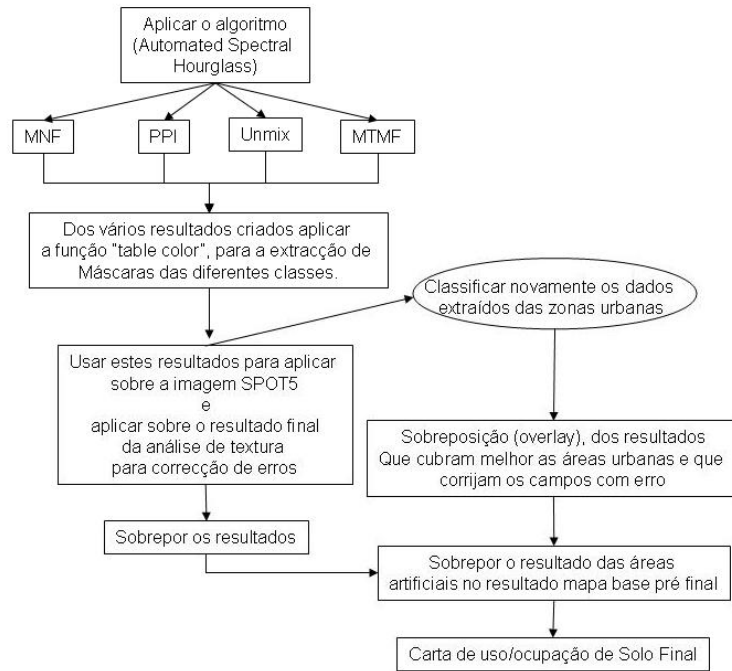 Aplicar o algoritmo
(Automated Spectral
Hourglass)
MNF
PPI
Unmix
MTMF
Dos vários resultados criados aplicar
a função "table color", para a extracção de
Máscaras das diferentes classes.
Classificar novamente os dados
extraídos das zonas urbanas
Usar estes resultados para aplicar
sobre a imagem SPOT5
e
aplicar sobre o resultado final
da análise de textura
para correcção de erros
Sobreposição (overlay), dos resultados
Que cubram melhor as áreas urbanas e que
corrijam os campos com erro
Sobrepor os resultados
Sobrepor o resultado das áreas
artificiais no resultado mapa base pré final
Carta de uso/ocupação de Solo Final